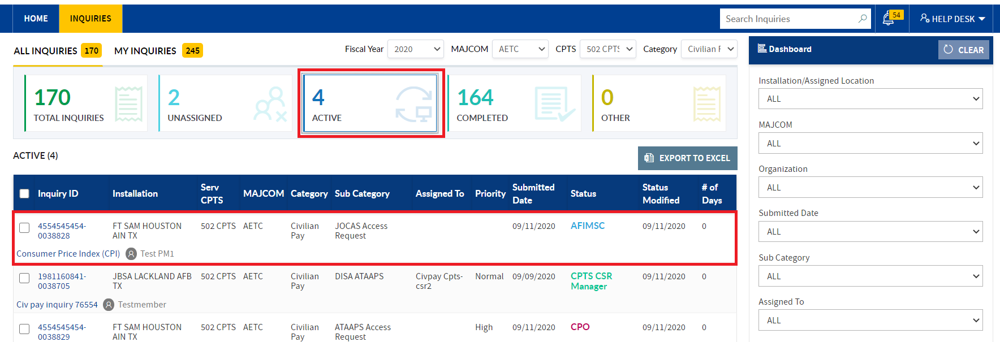 HOME INQUIRIES Search Inquiries 54 HELP DESK
ALL INQUIRIES 170 MY INQUIRIES 245 Fiscal Year 2020 MAJCOM AETC CPTS 502 CPTS Category Civilian F
Dashboard CLEAR
170
TOTAL INQUIRIES
2
UNASSIGNED
4
ACTIVE
164
COMPLETED
0
OTHER
ACTIVE (4) EXPORT TO EXCEL
Inquiry ID Installation Serv CPTS MAJCOM Category Sub Category Assigned To Priority Submitted Date Status Status Modified # of Days
4554545454- FT SAM HOUSTON 502 CPTS AETC Civilian JOCAS Access 09/11/2020 AFIMSC 09/11/2020 0
0038828 AIN TX Pay Request
Consumer Price Index (CPI) Test PM1
1981160841- JBSA LACKLAND AFB 502 CPTS AETC Civilian DISA ATAAPS Civpay Cpts- Normal 09/09/2020 CPTS CSR 09/11/2020 0
0038705 TX Pay csr2 Manager
Civ pay inquiry 76554 Testmember
4554545454- FT SAM HOUSTON 502 CPTS AETC Civilian ATAAPS Access High 09/11/2020 CPO 09/11/2020 0
0038829 AIN TX Pay Request
Installation/Assigned Location
ALL
MAJCOM
ALL
Organization
ALL
Submitted Date
ALL
Sub Category
ALL
Assigned To
ALL